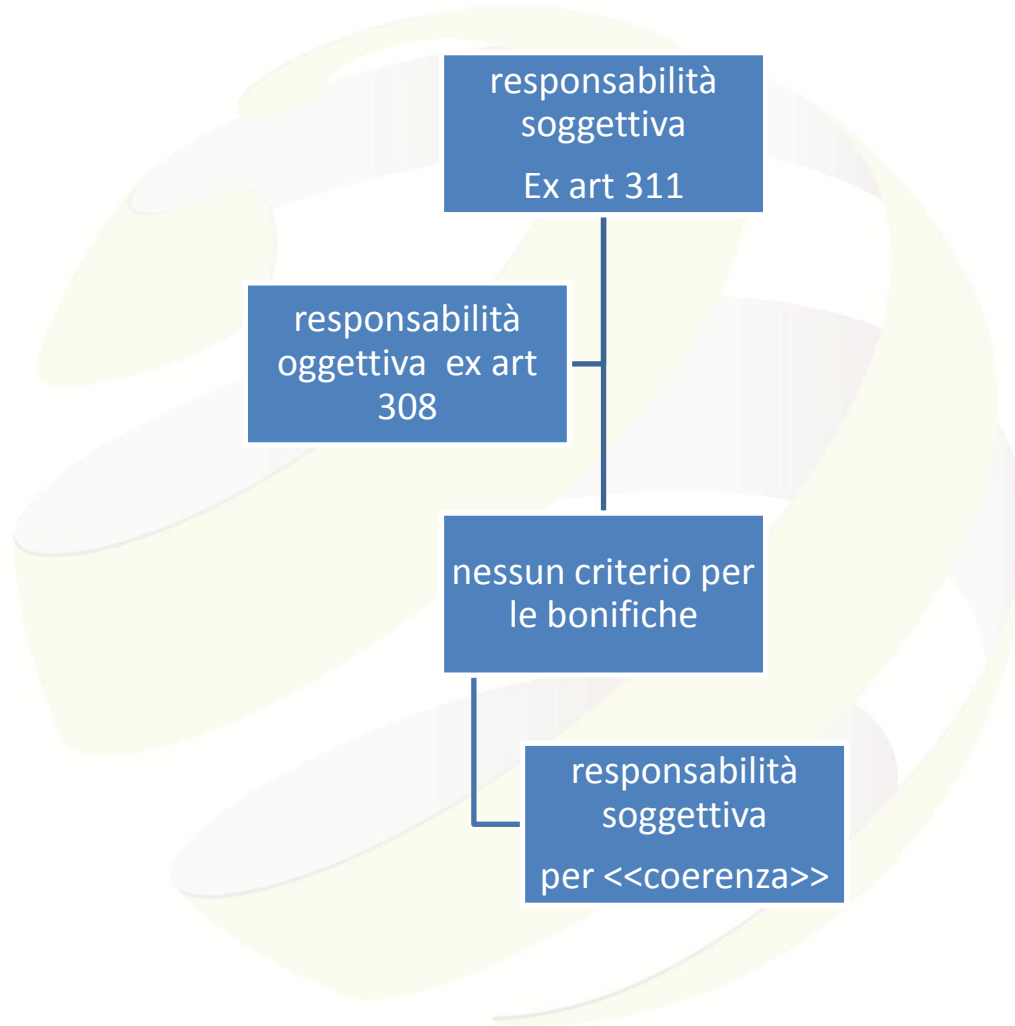 responsabilità
soggettiva
Ex art 311
responsabilità
oggettiva ex art
308
nessun criterio per
le bonifiche
responsabilità
soggettiva
per <<coerenza>>